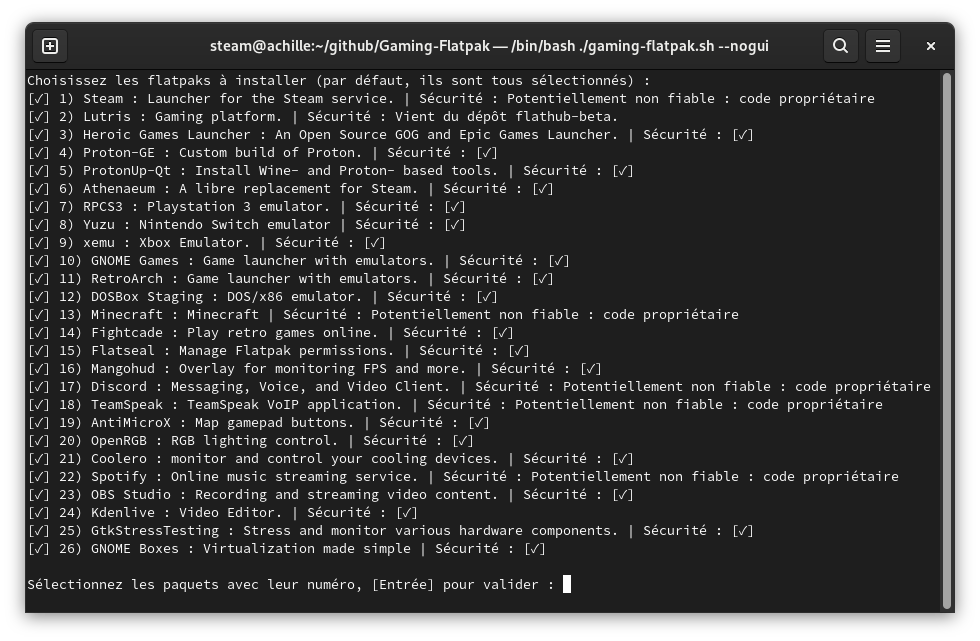 steam@achille:~/github/Gaming-Flatpak — /bin/bash ./gaming-flatpak.sh --nogui
Choisissez les flatpaks à installer (par défaut, ils sont tous sélectionnés) :
[✓] 1) Steam : Launcher for the Steam service. | Sécurité : Potentiellement non fiable : code propriétaire
[✓] 2) Lutris : Gaming platform. | Sécurité : Vient du dépôt flathub-beta.
[✓] 3) Heroic Games Launcher : An Open Source GOG and Epic Games Launcher. | Sécurité : [✓]
[✓] 4) Proton-GE : Custom build of Proton. | Sécurité : [✓]
[✓] 5) ProtonUp-Qt : Install Wine- and Proton- based tools. | Sécurité : [✓]
[✓] 6) Athenaeum : A libre replacement for Steam. | Sécurité : [✓]
[✓] 7) RPCS3 : Playstation 3 emulator. | Sécurité : [✓]
[✓] 8) Yuzu : Nintendo Switch emulator | Sécurité : [✓]
[✓] 9) xemu : Xbox Emulator. | Sécurité : [✓]
[✓] 10) GNOME Games : Game launcher with emulators. | Sécurité : [✓]
[✓] 11) RetroArch : Game launcher with emulators. | Sécurité : [✓]
[✓] 12) DOSBox Staging : DOS/x86 emulator. | Sécurité : [✓]
[✓] 13) Minecraft : Minecraft | Sécurité : Potentiellement non fiable : code propriétaire
[✓] 14) Fightcade : Play retro games online. | Sécurité : [✓]
[✓] 15) Flatseal : Manage Flatpak permissions. | Sécurité : [✓]
[✓] 16) Mangohud : Overlay for monitoring FPS and more. | Sécurité : [✓]
[✓] 17) Discord : Messaging, Voice, and Video Client. | Sécurité : Potentiellement non fiable : code propriétaire
[✓] 18) TeamSpeak : TeamSpeak VoIP application. | Sécurité : Potentiellement non fiable : code propriétaire
[✓] 19) AntiMicroX : Map gamepad buttons. | Sécurité : [✓]
[✓] 20) OpenRGB : RGB lighting control. | Sécurité : [✓]
[✓] 21) Coolero : monitor and control your cooling devices. | Sécurité : [✓]
[✓] 22) Spotify : Online music streaming service. | Sécurité : Potentiellement non fiable : code propriétaire
[✓] 23) OBS Studio : Recording and streaming video content. | Sécurité : [✓]
[✓] 24) Kdenlive : Video Editor. | Sécurité : [✓]
[✓] 25) GtkStressTesting : Stress and monitor various hardware components. | Sécurité : [✓]
[✓] 26) GNOME Boxes : Virtualization made simple | Sécurité : [✓]
Sélectionnez les paquets avec leur numéro, [Entrée] pour valider :